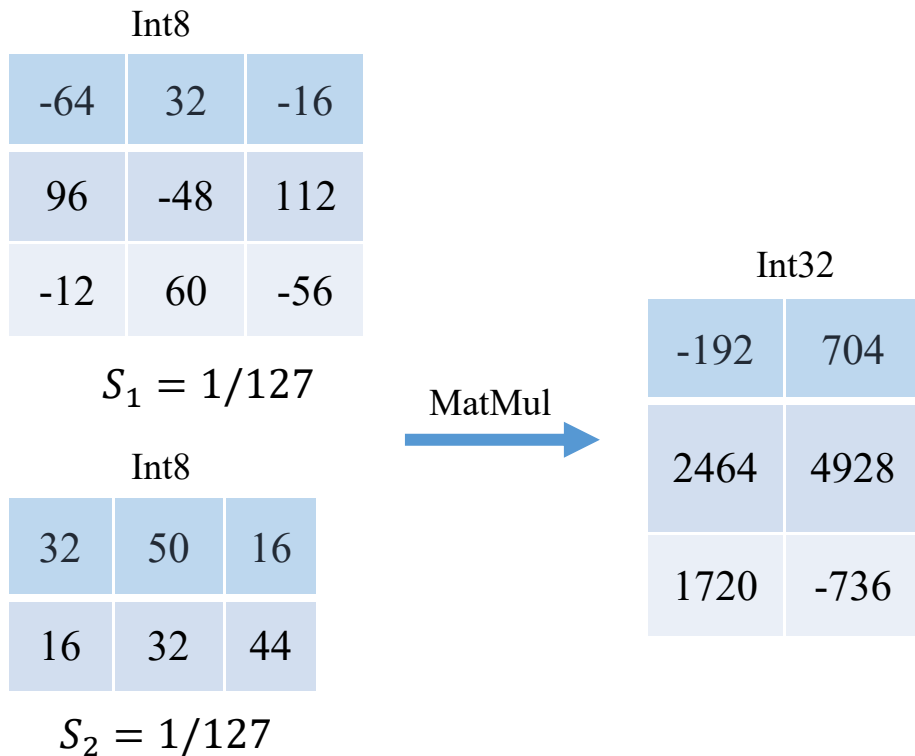 Int8
-64 32 -16
96 -48 112
-12 60 -56
S₁ = 1/127
Int8
32 50 16
16 32 44
S₂ = 1/127
MatMul
Int32
-192 704
2464 4928
1720 -736